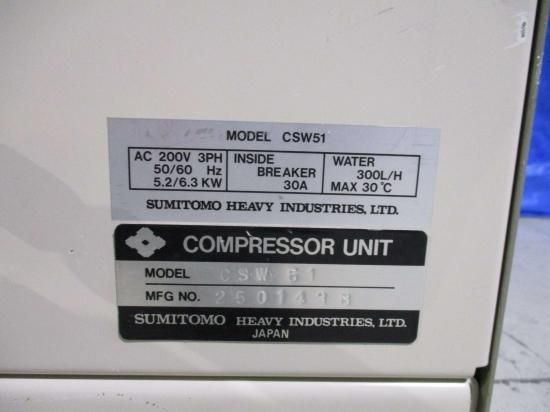 MODEL CSW51
AC 200V 3PH
50/60 Hz
5.2/6.3 KW
INSIDE
BREAKER
30A
WATER
300L/H
MAX 30℃
SUMITOMO HEAVY INDUSTRIES, LTD.
COMPRESSOR UNIT
MODEL CSW 51
MFG NO.
SUMITOMO HEAVY INDUSTRIES, LTD.
JAPAN